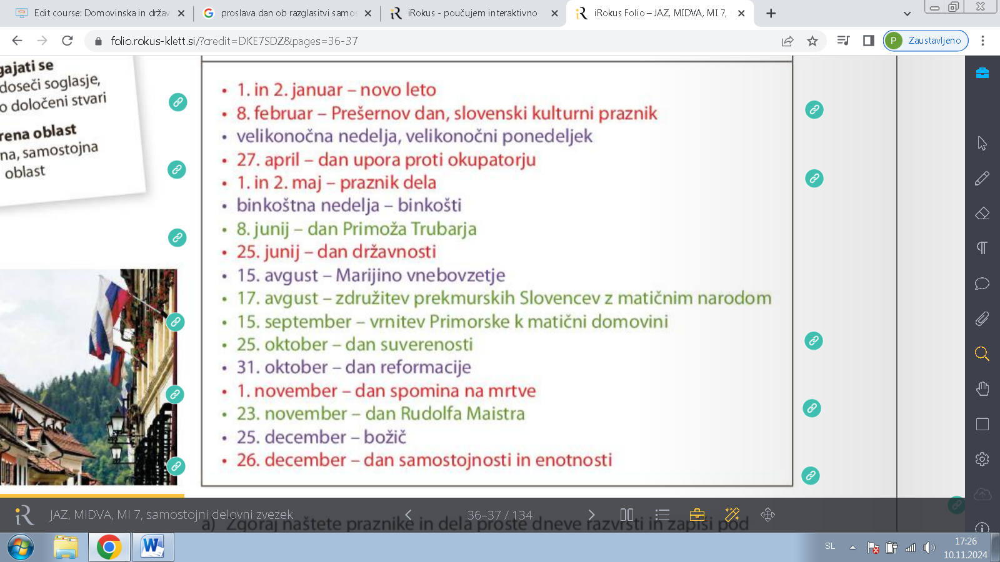 Edit course: Domovinska in držav
proslava dan ob razglasitvi samos
iRokus - poučujem interaktivno
iRokus Folio – JAZ, MIDVA, MI 7,
folio.rokus-klett.si/?credit=DKE7SDZ&pages=36-37
P Zaustavljeno
gajati se
doseči soglasje,
o določeni stvari
rena oblast
na, samostojna
oblast
• 1. in 2. januar – novo leto
• 8. februar – Prešernov dan, slovenski kulturni praznik
• velikonočna nedelja, velikonočni ponedeljek
• 27. april – dan upora proti okupatorju
• 1. in 2. maj – praznik dela
• binkoštna nedelja – binkošti
• 8. junij – dan Primoža Trubarja
• 25. junij – dan državnosti
• 15. avgust – Marijino vnebovzetje
• 17. avgust – združitev prekmurskih Slovencev z matičnim narodom
• 15. september – vrnitev Primorske k matični domovini
• 25. oktober – dan suverenosti
• 31. oktober – dan reformacije
• 1. november – dan spomina na mrtve
• 23. november – dan Rudolfa Maistra
• 25. december – božič
• 26. december – dan samostojnosti in enotnosti
a) Zgoraj naštete praznike in dela proste dneve razvrsti in zapiši pod
iR JAZ, MIDVA, MI 7, samostojni delovni zvezek
36–37 / 134
SL
17:26
10.11.2024